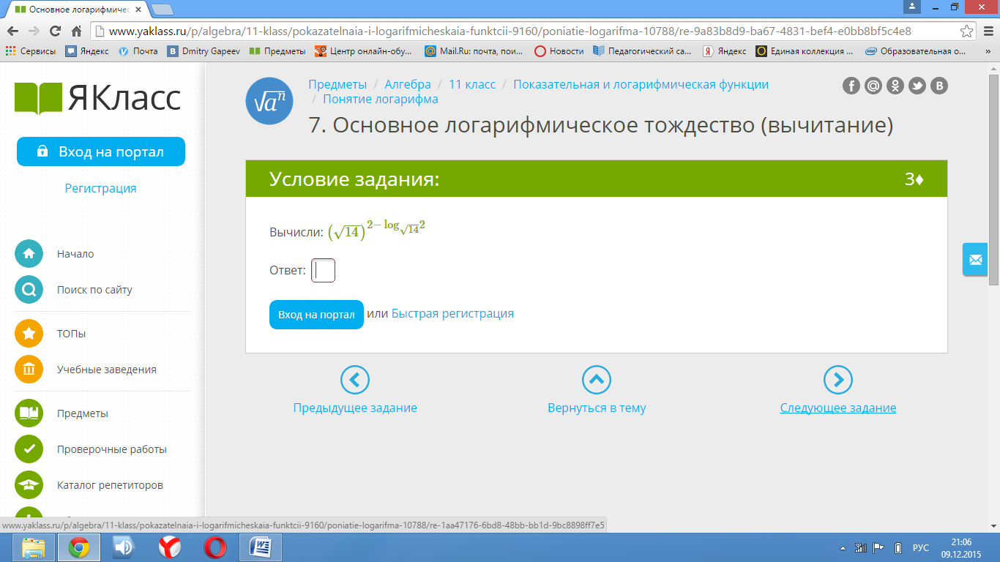 Основное логарифмичес
www.yaklass.ru/p/algebra/11-klass/pokazatelnaia-i-logarifmicheskaia-funktcii-9160/poniatie-logarifma-10788/re-9a83b8d9-ba67-4831-bef4-e0bb8bf5c4e8
Сервисы Яндекс Почта Dmitry Gapeev Предметы Центр онлайн-обу... Mail.Ru: почта, пои... Новости Педагогический са... Яндекс Единая коллекция ... Образовательная о... »
ЯКласс
Вход на портал
Регистрация
Начало
Поиск по сайту
ТОПы
Учебные заведения
Предметы
Проверочные работы
Каталог репетиторов
Предметы / Алгебра / 11 класс / Показательная и логарифмическая функции
/ Понятие логарифма
7. Основное логарифмическое тождество (вычитание)
Условие задания: 3♦
Вычисли: (√14)^{2− log_{√14}2}
Ответ:
Вход на портал или Быстрая регистрация
Предыдущее задание Вернуться в тему Следующее задание
www.yaklass.ru/p/algebra/11-klass/pokazatelnaia-i-logarifmicheskaia-funktcii-9160/poniatie-logarifma-10788/re-1aa47176-6bd8-48bb-bb1d-9bc8898ff7e5
РУС
21:06
09.12.2015